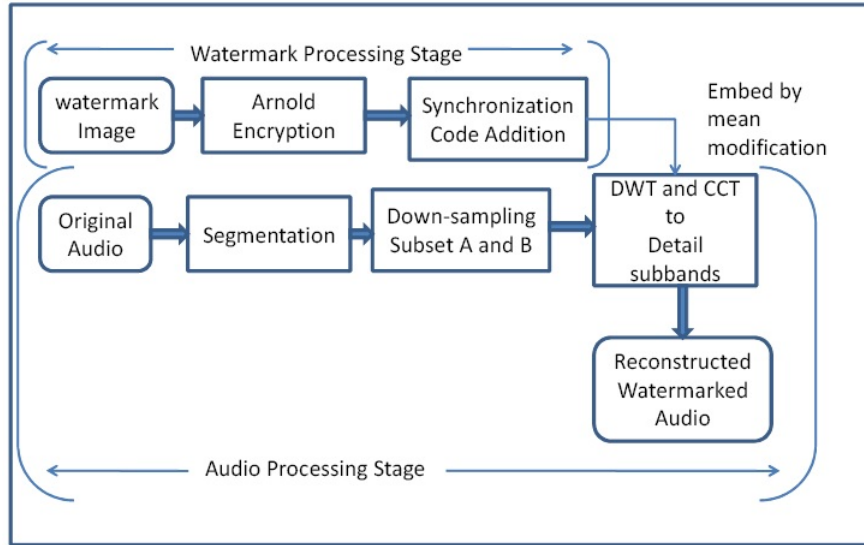 Watermark Processing Stage
watermark
Image
Arnold
Encryption
Synchronization
Code Addition
Embed by
mean
modification
Original
Audio
Segmentation
Down-sampling
Subset A and B
DWT and CCT
to
Detail
subbands
Reconstructed
Watermarked
Audio
Audio Processing Stage